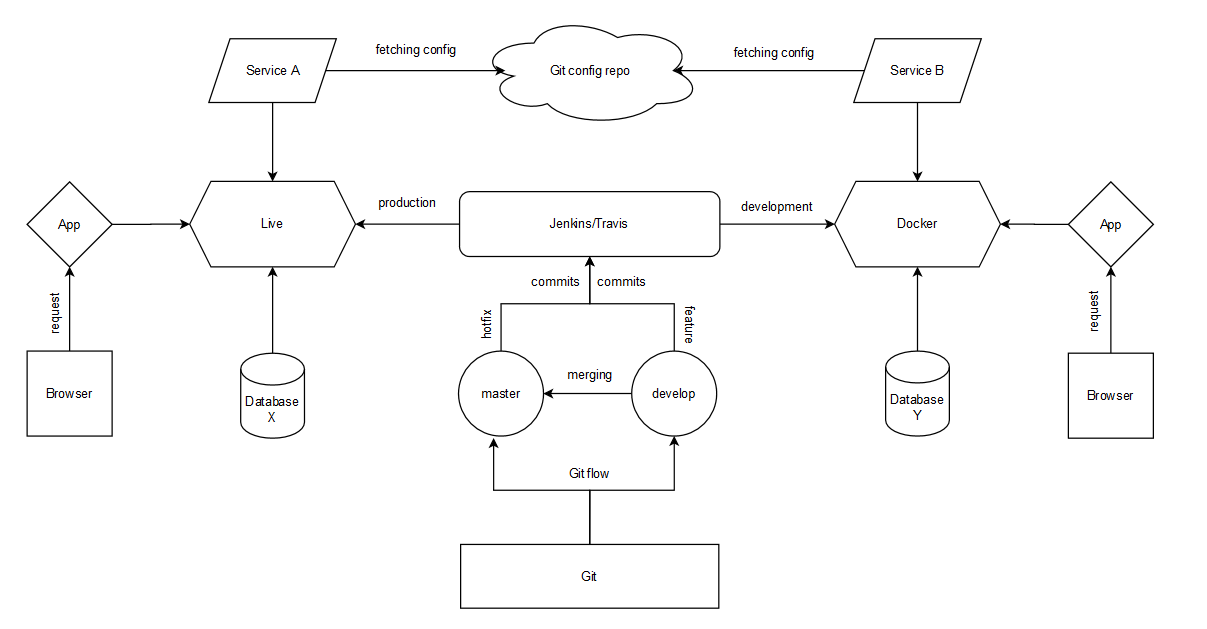 fetching config
fetching config
Service A
Git config repo
Service B
production
development
App
Live
Jenkins/Travis
Docker
App
commits
commits
request
hotfix
feature
request
merging
Browser
Database
X
master
develop
Database
Y
Browser
Git flow
Git